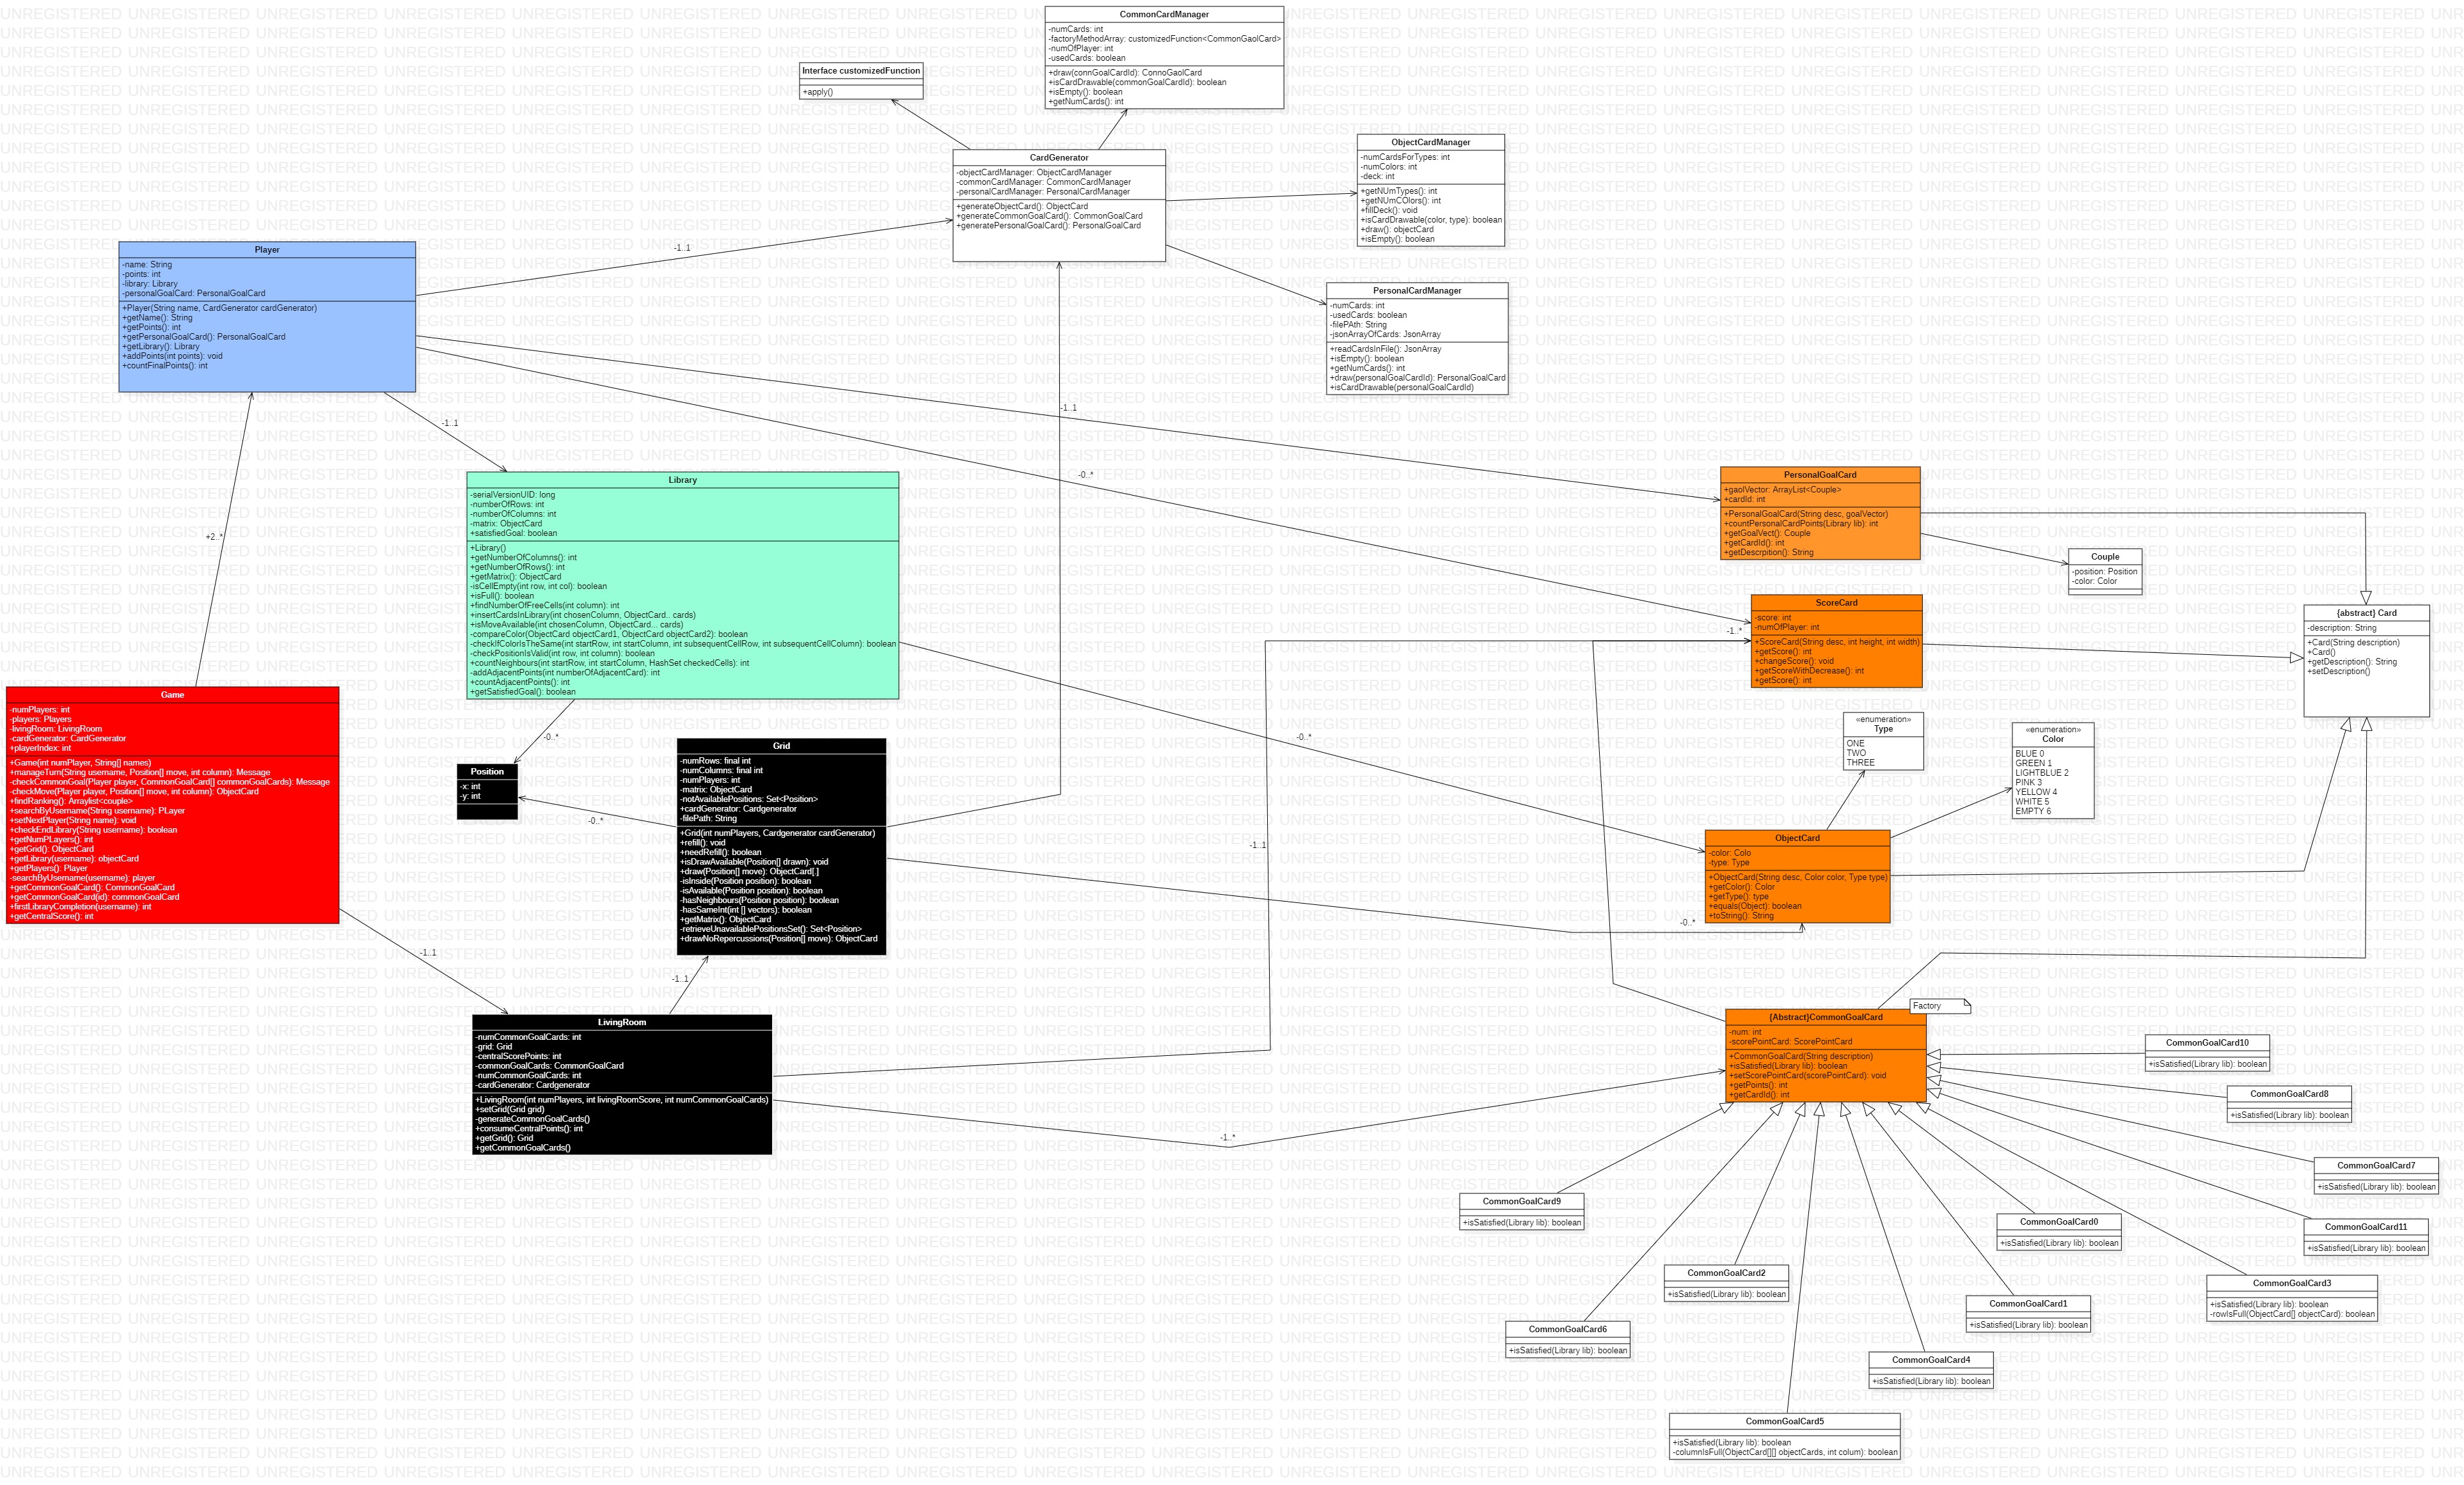 CommonCardManager
-numCards: int
-factoryMethodArray: customizedFunction<CommonGaolCard>
-numOfPlayer: int
-usedCards: boolean
+draw(connGoalCardId): ConnoGaolCard
+isCardDrawable(commonGoalCardId): boolean
+isEmpty(): boolean
+getNumCards(): int
Interface customizedFunction
+apply()
CardGenerator
-objectCardManager: ObjectCardManager
-commonCardManager: CommonCardManager
-personalCardManager: PersonalCardManager
+generateObjectCard(): ObjectCard
+generateCommonGoalCard(): CommonGoalCard
+generatePersonalGoalCard(): PersonalGoalCard
ObjectCardManager
-numCardsForTypes: int
-numColors: int
-deck: int
+getNUmTypes(): int
+getNUmCOlors(): int
+fillDeck(): void
+isCardDrawable(color, type): boolean
+draw(): objectCard
+isEmpty(): boolean
PersonalCardManager
-numCards: int
-usedCards: boolean
-filePAth: String
-jsonArrayOfCards: JsonArray
+readCardsInFile(): JsonArray
+isEmpty(): boolean
+getNumCards(): int
+draw(personalGoalCardId): PersonalGoalCard
+isCardDrawable(personalGoalCardId)
Player
-name: String
-points: int
-library: Library
-personalGoalCard: PersonalGoalCard
+Player(String name, CardGenerator cardGenerator)
+getName(): String
+getPoints(): int
+getPersonalGoalCard(): PersonalGoalCard
+getLibrary(): Library
+addPoints(int points): void
+countFinalPoints(): int
-1..1
-1..1
-1..1
-0..*
+2..*
Library
-serialVersionUID: long
-numberOfRows: int
-numberOfColumns: int
-matrix: ObjectCard
+satisfiedGoal: boolean
+Library()
+getNumberOfColumns(): int
+getNumberOfRows(): int
+getMatrix(): ObjectCard
-isCellEmpty(int row, int col): boolean
+isFull(): boolean
+findNumberOfFreeCells(int column): int
+insertCardsInLibrary(int chosenColumn, ObjectCard.. cards)
+isMoveAvailable(int chosenColumn, ObjectCard... cards)
-compareColor(ObjectCard objectCard1, ObjectCard objectCard2): boolean
-checkIfColorIsTheSame(int startRow, int startColumn, int subsequentCellRow, int subsequentCellColumn): boolean
-checkPositionIsValid(int row, int column): boolean
+countNeighbours(int startRow, int startColumn, HashSet checkedCells): int
-addAdjacentPoints(int numberOfAdjacentCard): int
+countAdjacentPoints(): int
+getSatisfiedGoal(): boolean
PersonalGoalCard
+gaolVector: ArrayList<Couple>
+cardId: int
+PersonalGoalCard(String desc, goalVector)
+countPersonalCardPoints(Library lib): int
+getGoalVect(): Couple
+getCardId(): int
+getDescrpition(): String
Couple
-position: Position
-color: Color
ScoreCard
-score: int
-numOfPlayer: int
+ScoreCard(String desc, int height, int width)
+getScore(): int
+changeScore(): void
+getScoreWithDecrease(): int
+getScore(): int
-1..*
{abstract} Card
-description: String
+Card(String description)
+Card()
+getDescription(): String
+setDescription()
Game
-numPlayers: int
-players: Players
-livingRoom: LivingRoom
-cardGenerator: CardGenerator
+playerIndex: int
+Game(int numPlayer, String[] names)
+manageTurn(String username, Position[] move, int column): Message
-checkCommonGoal(Player player, CommonGoalCard[] commonGoalCards): Message
-checkMove(Player player, Position[] move, int column): ObjectCard
+findRanking(): Arraylist<couple>
+searchByUsername(String username): PLayer
+setNextPlayer(String name): void
+checkEndLibrary(String username): boolean
+getNumPLayers(): int
+getGrid(): ObjectCard
+getLibrary(username): objectCard
+getPlayers(): Player
-searchByUsername(username): player
+getCommonGoalCard(): CommonGoalCard
+getCommonGoalCard(id): commonGoalCard
+firstLibraryCompletion(username): int
+getCentralScore(): int
-0..*
Position
-x: int
-y: int
-0..*
Grid
-numRows: final int
-numColumns: final int
-numPlayers: int
-matrix: ObjectCard
-notAvailablePositions: Set<Position>
+cardGenerator: Cardgenerator
-filePath: String
+Grid(int numPlayers, Cardgenerator cardGenerator)
+refill(): void
+needRefill(): boolean
+isDrawAvailable(Position[] drawn): void
+draw(Position[] move): ObjectCard[.]
-isInside(Position position): boolean
-isAvailable(Position position): boolean
-hasNeighbours(Position position): boolean
-hasSameInt(int [] vectors): boolean
+getMatrix(): ObjectCard
-retrieveUnavailablePositionsSet(): Set<Position>
+drawNoRepercussions(Position[] move): ObjectCard
-0..*
«enumeration»
Type
ONE
TWO
THREE
«enumeration»
Color
BLUE 0
GREEN 1
LIGHTBLUE 2
PINK 3
YELLOW 4
WHITE 5
EMPTY 6
ObjectCard
-color: Colo
-type: Type
+ObjectCard(String desc, Color color, Type type)
+getColor(): Color
+getType(): type
+equals(Object): boolean
+toString(): String
-1..1
-0..*
-1..1
-1..1
LivingRoom
-numCommonGoalCards: int
-grid: Grid
-centralScorePoints: int
-commonGoalCards: CommonGoalCard
-numCommonGoalCards: int
-cardGenerator: Cardgenerator
+LivingRoom(int numPlayers, int livingRoomScore, int numCommonGoalCards)
+setGrid(Grid grid)
-generateCommonGoalCards()
+consumeCentralPoints(): int
+getGrid(): Grid
+getCommonGoalCards()
-1..*
Factory
{Abstract}CommonGoalCard
-num: int
-scorePointCard: ScorePointCard
+CommonGoalCard(String description)
+isSatisfied(Library lib): boolean
+setScorePointCard(scorePointCard): void
+getPoints(): int
+getCardId(): int
CommonGoalCard10
+isSatisfied(Library lib): boolean
CommonGoalCard8
+isSatisfied(Library lib): boolean
CommonGoalCard7
+isSatisfied(Library lib): boolean
CommonGoalCard9
+isSatisfied(Library lib): boolean
CommonGoalCard0
+isSatisfied(Library lib): boolean
CommonGoalCard11
+isSatisfied(Library lib): boolean
CommonGoalCard2
+isSatisfied(Library lib): boolean
CommonGoalCard3
+isSatisfied(Library lib): boolean
-rowIsFull(ObjectCard[] objectCard): boolean
CommonGoalCard1
+isSatisfied(Library lib): boolean
CommonGoalCard6
+isSatisfied(Library lib): boolean
CommonGoalCard4
+isSatisfied(Library lib): boolean
CommonGoalCard5
+isSatisfied(Library lib): boolean
-columnIsFull(ObjectCard[][] objectCards, int colum): boolean
UNREGISTERED